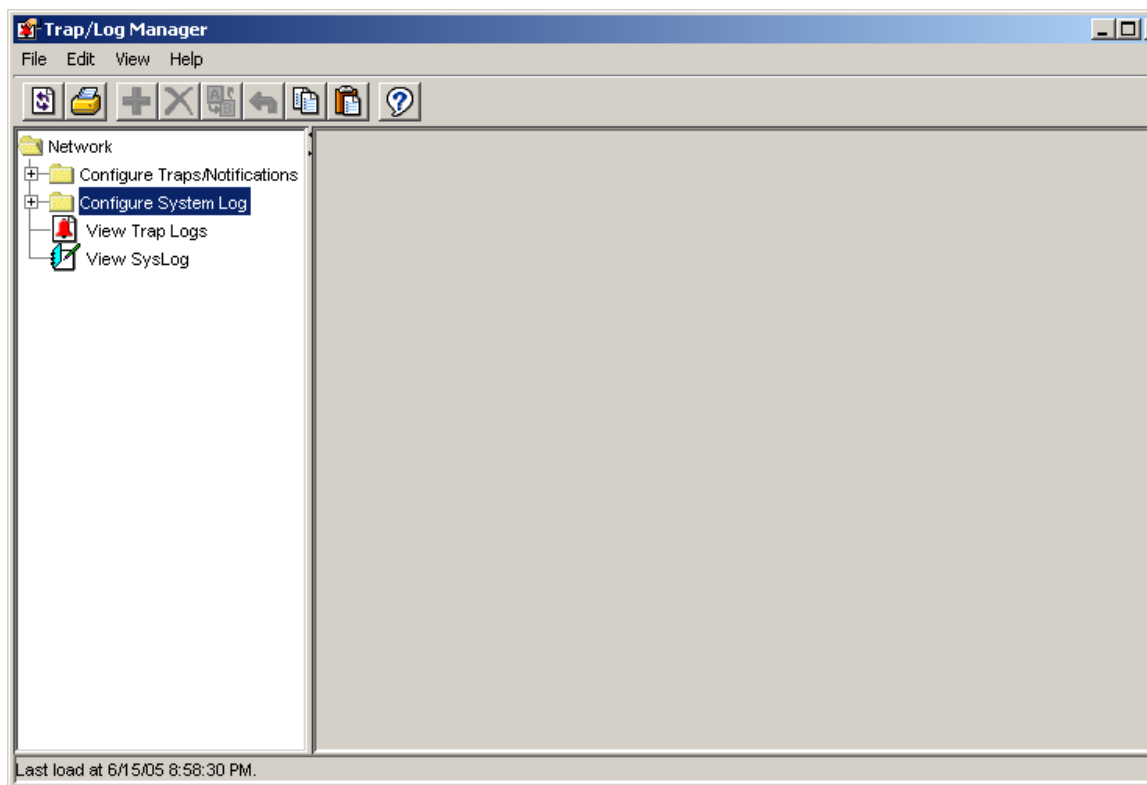 Trap/Log Manager
File Edit View Help
Network
Configure Traps/Notifications
Configure System Log
View Trap Logs
View SysLog
Last load at 6/15/05 8:58:30 PM.